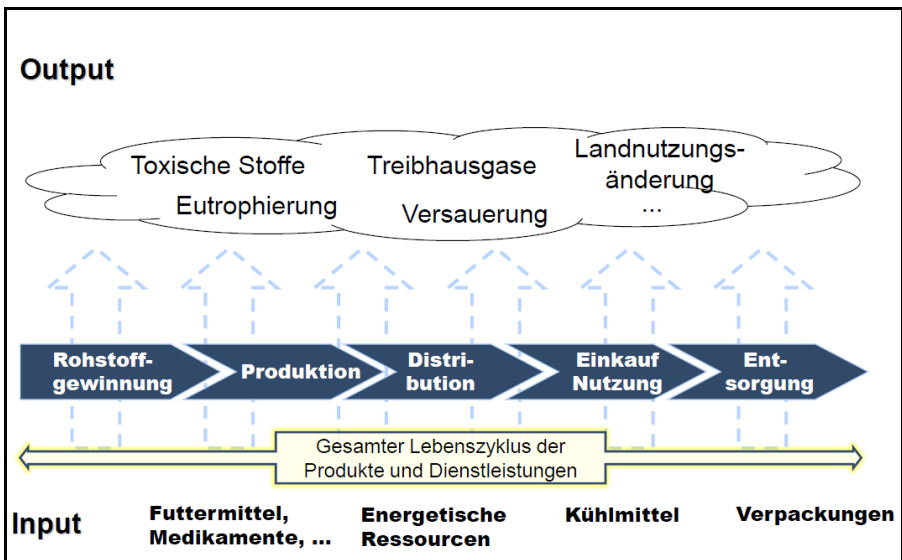 Output
Toxische Stoffe
Treibhausgase
Landnutzungs-
änderung
Eutrophierung
Versauerung
...
Rohstoff-
gewinnung
Produktion
Distri-
bution
Einkauf
Nutzung
Ent-
sorgung
Gesamter Lebenszyklus der
Produkte und Dienstleistungen
Input
Futtermittel,
Medikamente, ...
Energetische
Ressourcen
Kühlmittel
Verpackungen